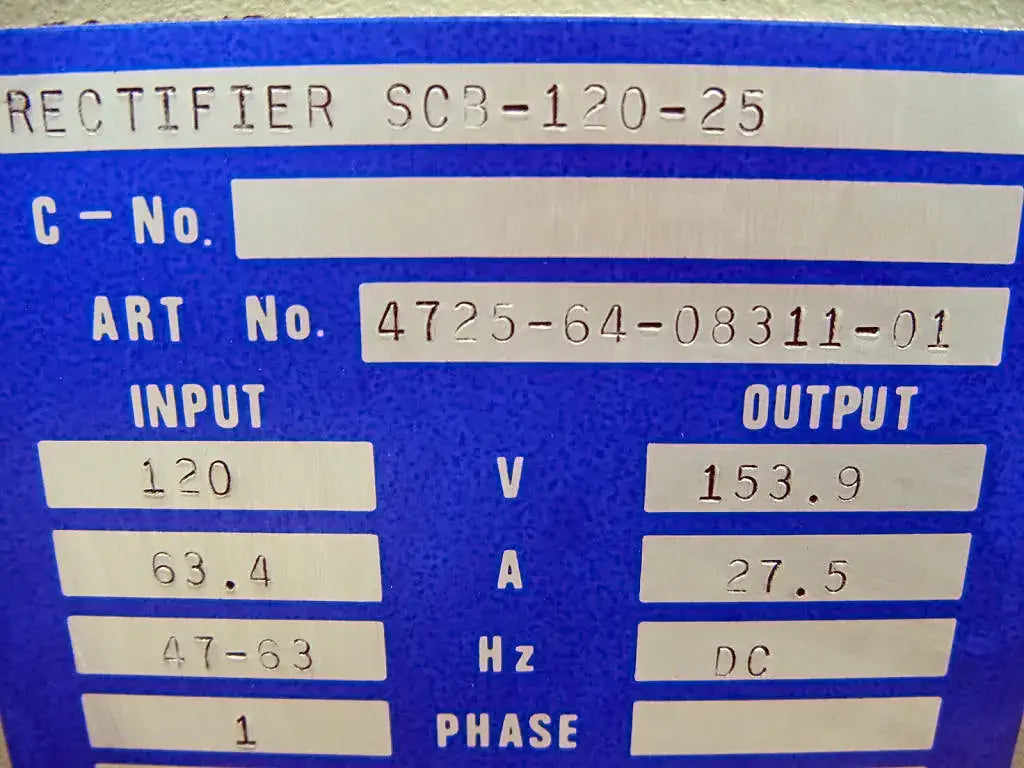 RECTIFIER SCB-120-25
C-No.
ART No. 4725-64-08311-01
INPUT OUTPUT
120 V 153.9
63.4 A 27.5
47-63 Hz DC
1 PHASE